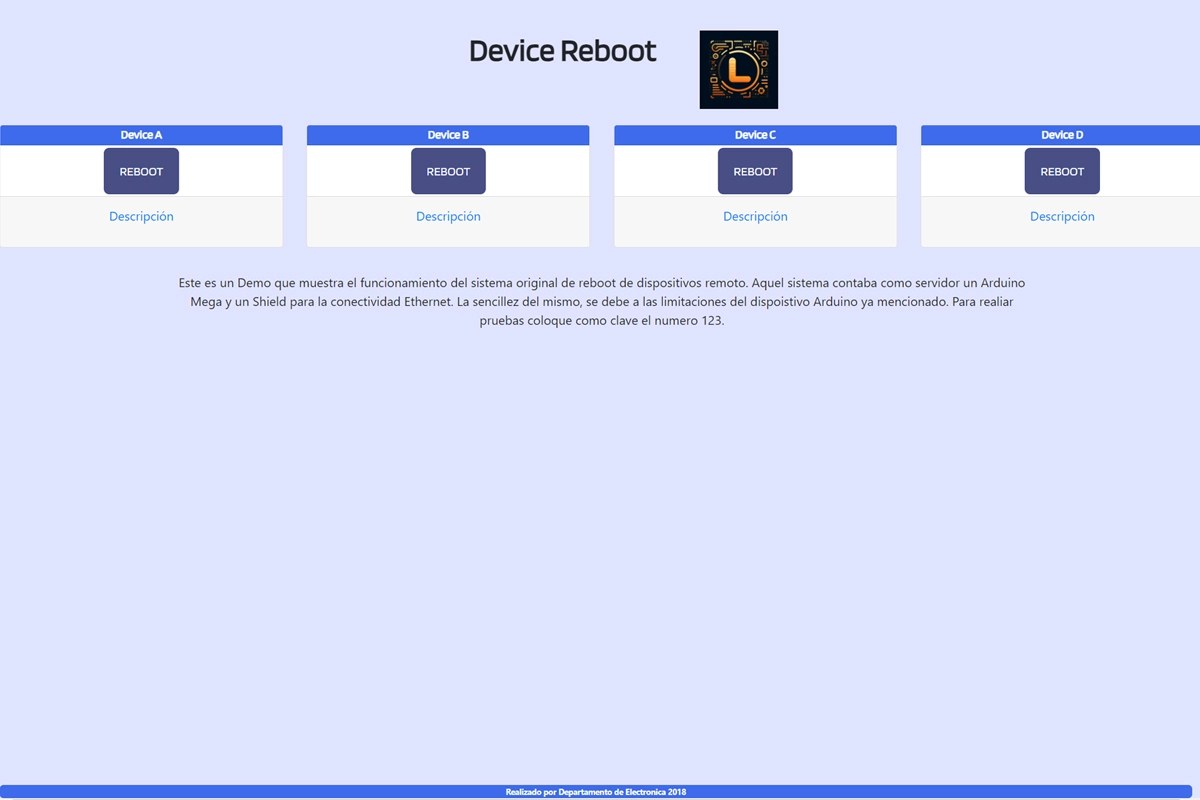 Device Reboot
L
Device A
Device B
Device C
Device D
REBOOT
REBOOT
REBOOT
REBOOT
Descripción
Descripción
Descripción
Descripción
Este es un Demo que muestra el funcionamiento del sistema original de reboot de dispositivos remoto. Aquel sistema contaba como servidor un Arduino
Mega y un Shield para la conectividad Ethernet. La sencillez del mismo, se debe a las limitaciones del dispoistivo Arduino ya mencionado. Para realiar
pruebas coloque como clave el numero 123.
Realizado por Departamento de Electronica 2018